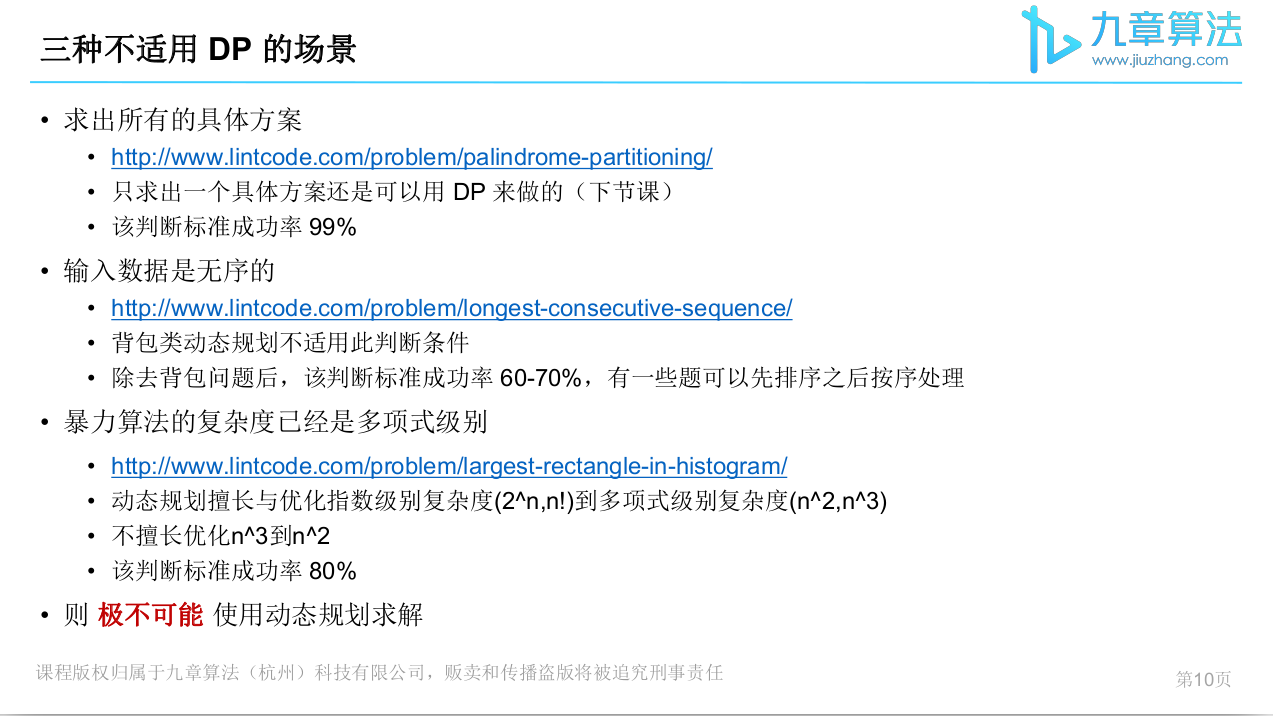 三种不适用 DP 的场景
九章算法
www.jiuzhang.com
• 求出所有的具体方案
• http://www.lintcode.com/problem/palindrome-partitioning/
• 只求出一个具体方案还是可以用 DP 来做的（下节课）
• 该判断标准成功率 99%
• 输入数据是无序的
• http://www.lintcode.com/problem/longest-consecutive-sequence/
• 背包类动态规划不适用此判断条件
• 除去背包问题后，该判断标准成功率 60-70%，有一些题可以先排序之后按序处理
• 暴力算法的复杂度已经是多项式级别
• http://www.lintcode.com/problem/largest-rectangle-in-histogram/
• 动态规划擅长与优化指数级别复杂度(2^n,n!)到多项式级别复杂度(n^2,n^3)
• 不擅长优化n^3到n^2
• 该判断标准成功率 80%
• 则 极不可能 使用动态规划求解
课程版权归属于九章算法（杭州）科技有限公司，贩卖和传播盗版将被追究刑事责任
第10页